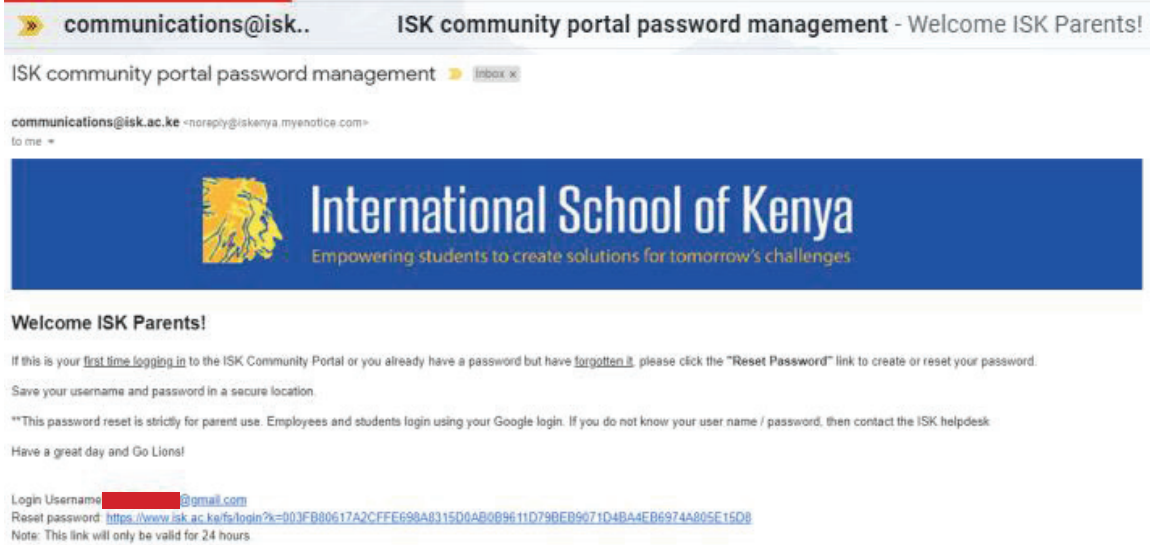 communications@isk.. ISK community portal password management - Welcome ISK Parents!
ISK community portal password management Inbox x
communications@isk.ac.ke <noreply@iskenya.myenotice.com>
to me
International School of Kenya
Empowering students to create solutions for tomorrow's challenges
Welcome ISK Parents!
If this is your first time logging in to the ISK Community Portal or you already have a password but have forgotten it, please click the "Reset Password" link to create or reset your password.
Save your username and password in a secure location.
**This password reset is strictly for parent use. Employees and students login using your Google login. If you do not know your user name / password, then contact the ISK helpdesk
Have a great day and Go Lions!
Login Username @gmail.com
Reset password: https://www.isk.ac.ke/fs/login?k=003FB80617A2CFFE698A8315D0AB0B9611D79BEB9071D4BA4EB6974A805E15D8
Note: This link will only be valid for 24 hours